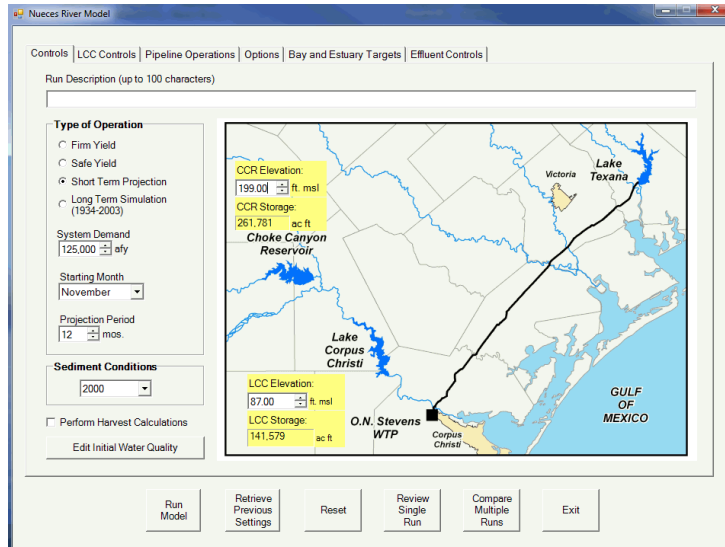 Nueces River Model
Controls
LCC Controls
Pipeline Operations
Options
Bay and Estuary Targets
Effluent Controls
Run Description (up to 100 characters)
Type of Operation
Firm Yield
Safe Yield
Short Term Projection
Long Term Simulation
(1934-2003)
System Demand
125,000 afy
Starting Month
November
Projection Period
12 mos.
Sediment Conditions
2000
Perform Harvest Calculations
Edit Initial Water Quality
CCR Elevation:
199.00 ft. msl
CCR Storage:
261,781 ac ft
Choke Canyon
Reservoir
Victoria
Lake
Texana
Lake
Corpus
Christi
LCC Elevation:
87.00 ft. msl
LCC Storage:
141,579 ac ft
O.N. Stevens
WTP
Corpus
Christi
GULF
OF
MEXICO
Run
Model
Retrieve
Previous
Settings
Reset
Review
Single
Run
Compare
Multiple
Runs
Exit